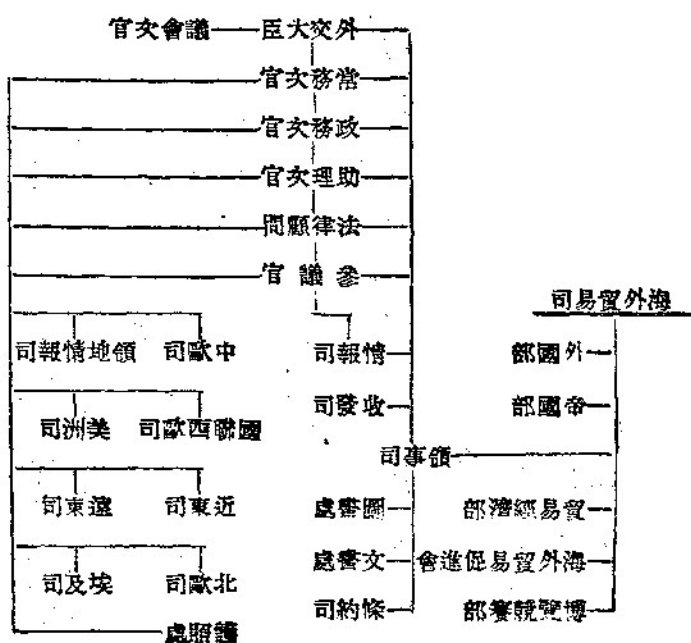 外交大臣 議會次官
常務次官
政務次官
助理次官
法律顧問
參議官
海外貿易司
外國部 情報司 中歐司 領地情報司
帝國部 收發司 國聯西歐司 美洲司
領事司
貿易經濟部 圖書處 近東司 遠東司
海外貿易促進會 文書處 北歐司 埃及司
博覽競賽部 條約司
護照處